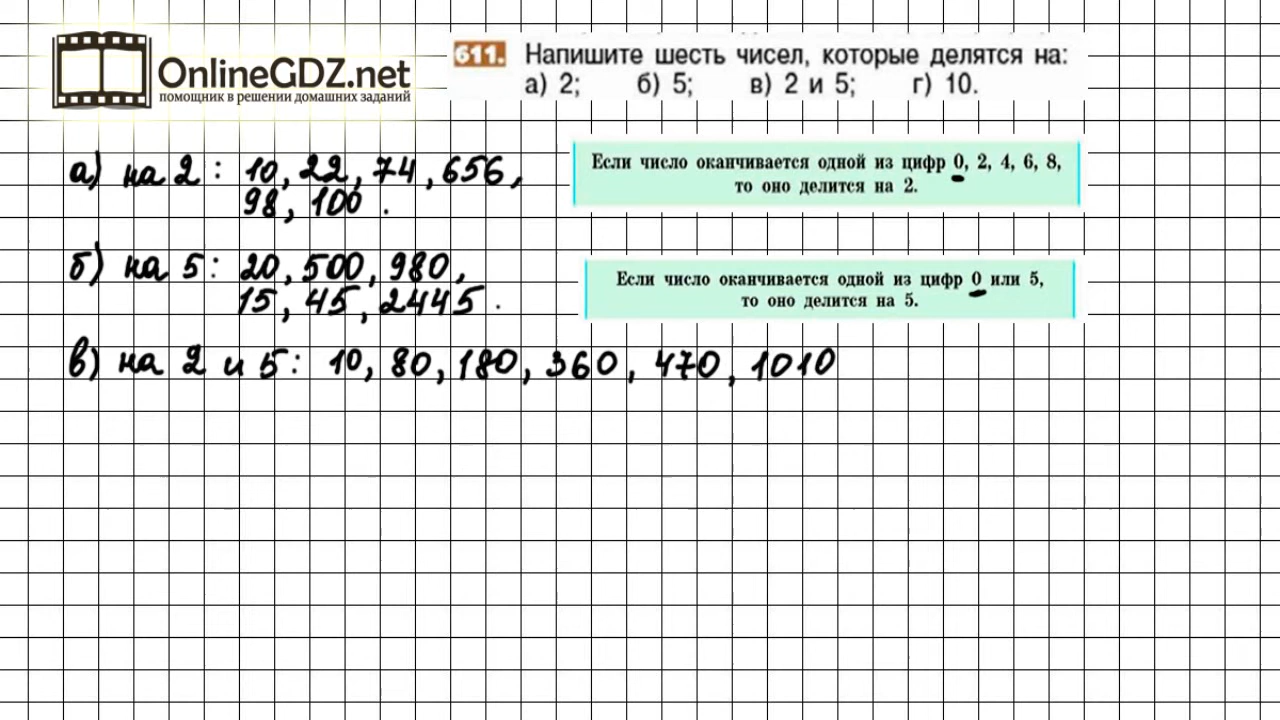 OnlineGDZ.net
помощник в решении домашних заданий
611. Напишите шесть чисел, которые делятся на:
а) 2; б) 5; в) 2 и 5; г) 10.
а) на 2 : 10, 22, 74, 656,
98, 100 .
Если число оканчивается одной из цифр 0, 2, 4, 6, 8,
то оно делится на 2.
б) на 5 : 20, 500, 980,
15, 45, 2445 .
Если число оканчивается одной из цифр 0 или 5,
то оно делится на 5.
в) на 2 и 5 : 10, 80, 180, 360, 470, 1010